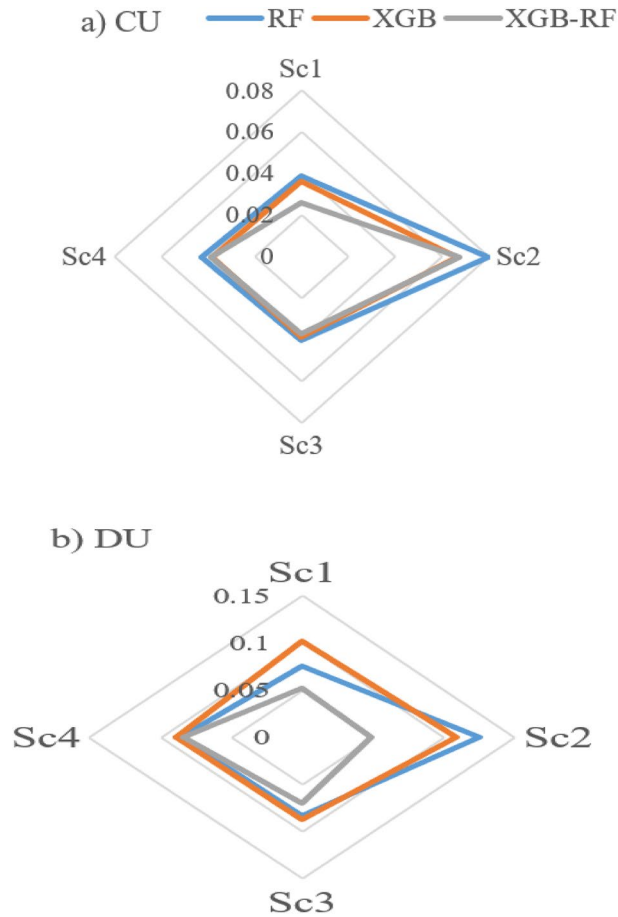 a) CU RF XGB XGB-RF
Sc1
0.08
0.06
0.04
0.02
Sc4 0 Sc2
Sc3
b) DU
Sc1
0.15
0.1
0.05
Sc4 0 Sc2
Sc3